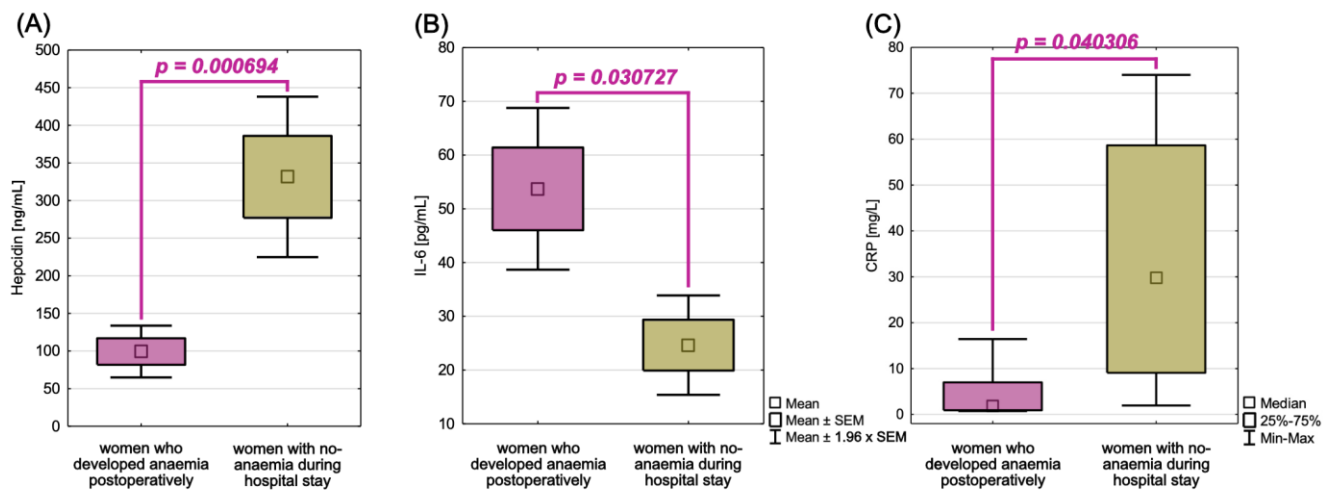 (A)
p = 0.000694
Hepcidin [ng/mL]
500
450
400
350
300
250
200
150
100
50
0
women who
developed anaemia
postoperatively
women with no-
anaemia during
hospital stay
(B)
p = 0.030727
IL-6 [pg/mL]
80
70
60
50
40
30
20
10
women who
developed anaemia
postoperatively
women with no-
anaemia during
hospital stay
Mean
Mean ± SEM
Mean ± 1.96 x SEM
(C)
p = 0.040306
CRP [mg/L]
80
70
60
50
40
30
20
10
0
women who
developed anaemia
postoperatively
women with no-
anaemia during
hospital stay
Median
25%-75%
Min-Max